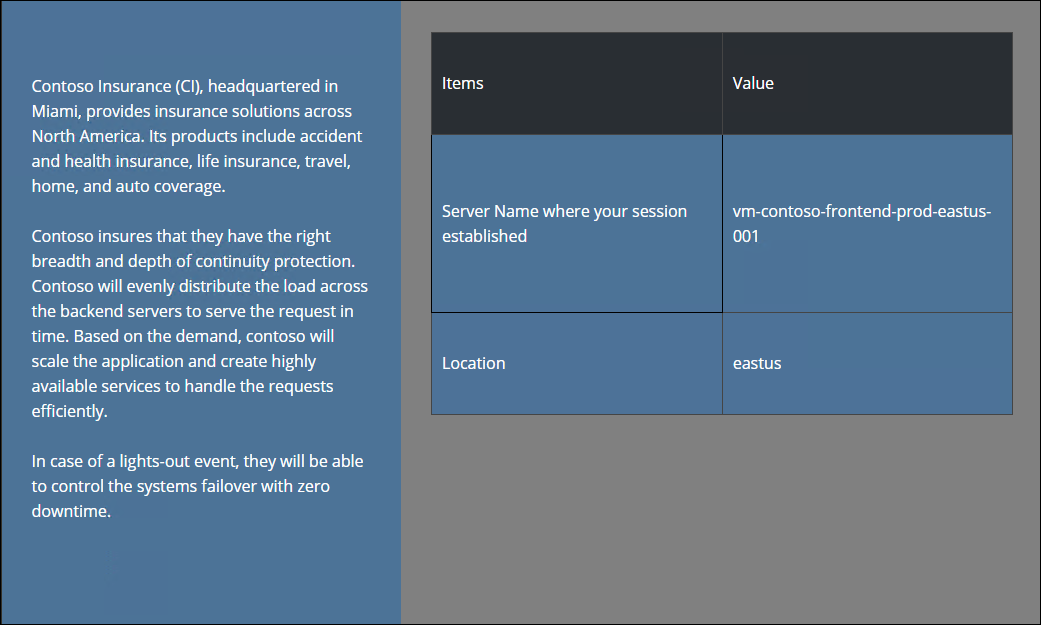 Contoso Insurance (CI), headquartered in
Miami, provides insurance solutions across
North America. Its products include accident
and health insurance, life insurance, travel,
home, and auto coverage.
Contoso insures that they have the right
breadth and depth of continuity protection.
Contoso will evenly distribute the load across
the backend servers to serve the request in
time. Based on the demand, contoso will
scale the application and create highly
available services to handle the requests
efficiently.
In case of a lights-out event, they will be able
to control the systems failover with zero
downtime.
Items
Value
Server Name where your session
established
vm-contoso-frontend-prod-eastus-
001
Location
eastus